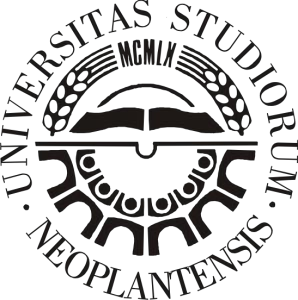 UNIVERSITAS STUDIORUM
MCMLX
· NEOPLANTENSIS ·